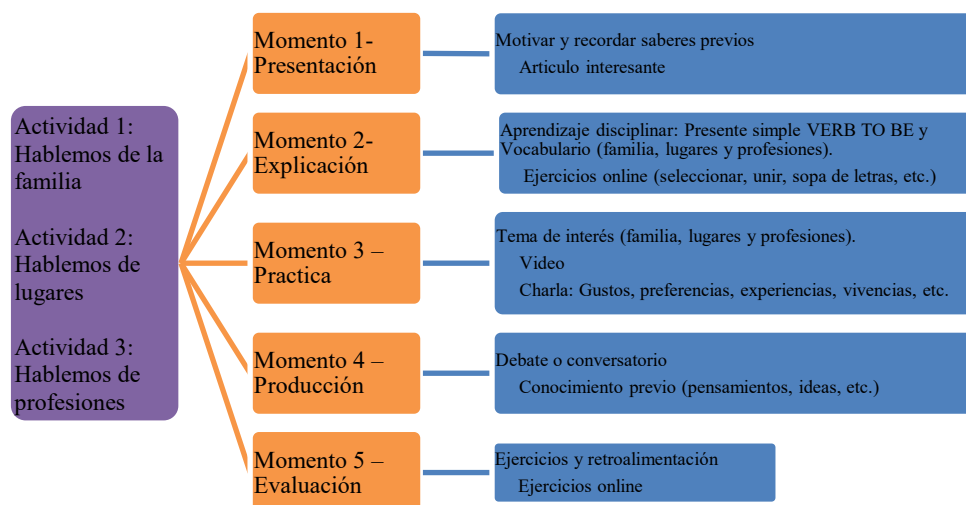 Actividad 1:
Hablemos de la
familia
Actividad 2:
Hablemos de
lugares
Actividad 3:
Hablemos de
profesiones
Momento 1-
Presentación
Motivar y recordar saberes previos
Articulo interesante
Momento 2-
Explicación
Aprendizaje disciplinar: Presente simple VERB TO BE y
Vocabulario (familia, lugares y profesiones).
Ejercicios online (seleccionar, unir, sopa de letras, etc.)
Momento 3 –
Practica
Tema de interés (familia, lugares y profesiones).
Video
Charla: Gustos, preferencias, experiencias, vivencias, etc.
Momento 4 –
Producción
Debate o conversatorio
Conocimiento previo (pensamientos, ideas, etc.)
Momento 5 –
Evaluación
Ejercicios y retroalimentación
Ejercicios online